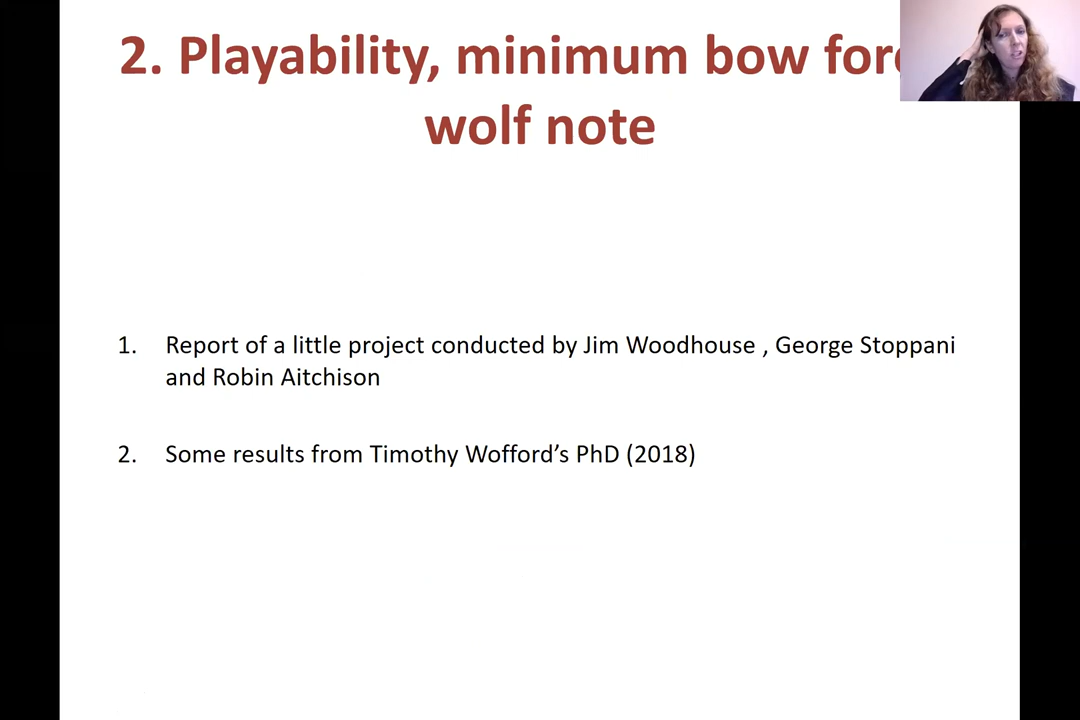 2. Playability, minimum bow
wolf note
1. Report of a little project conducted by Jim Woodhouse , George Stoppani
and Robin Aitchison
2. Some results from Timothy Wofford’s PhD (2018)